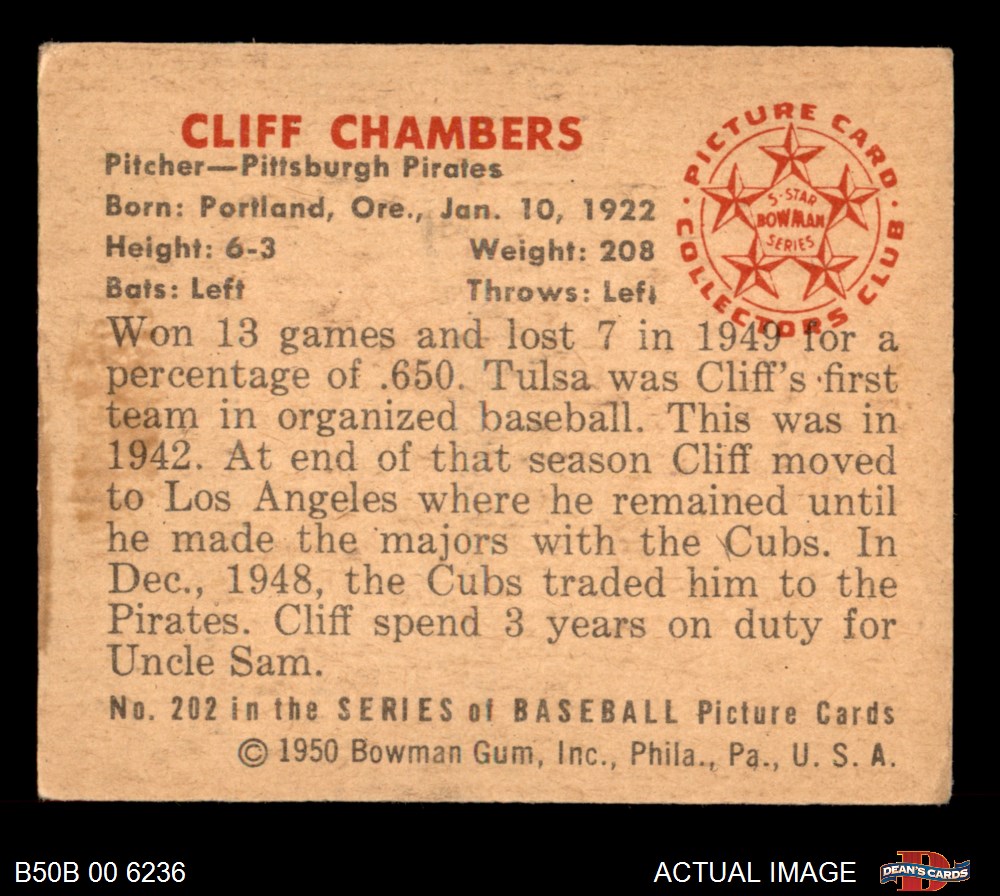 CLIFF CHAMBERS
Pitcher—Pittsburgh Pirates
Born: Portland, Ore., Jan. 10, 1922
Height: 6-3 Weight: 208
Bats: Left Throws: Left
PICTURE CARD
COLLECTORS CLUB
5-STAR
BOWMAN
SERIES
Won 13 games and lost 7 in 1949 for a
percentage of .650. Tulsa was Cliff's first
team in organized baseball. This was in
1942. At end of that season Cliff moved
to Los Angeles where he remained until
he made the majors with the Cubs. In
Dec., 1948, the Cubs traded him to the
Pirates. Cliff spend 3 years on duty for
Uncle Sam.
No. 202 in the SERIES of BASEBALL Picture Cards
© 1950 Bowman Gum, Inc., Phila., Pa., U. S. A.
B50B 00 6236
ACTUAL IMAGE
D
DEAN'S CARDS